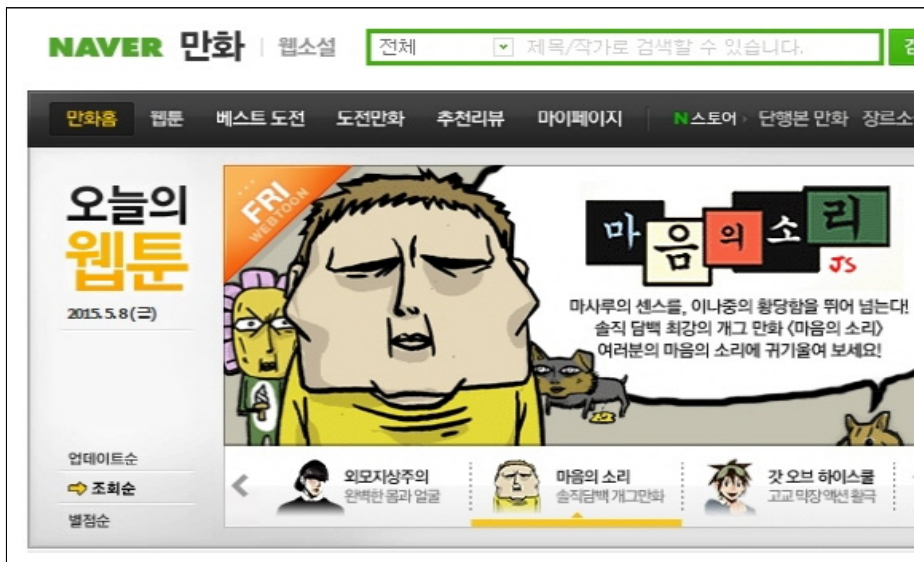 NAVER 만화 웹소설 전체 제목/작가로 검색할 수 있습니다.
만화홈 웹툰 베스트 도전 도전만화 추천리뷰 마이페이지 N스토어 단행본 만화 장르소
오늘의
웹툰
2015. 5. 8 (금)
FRI
WEBTOON
마음의소리
JS
마사루의 센스를, 이나중의 황당함을 뛰어 넘는다!
솔직 담백 최강의 개그 만화 <마음의 소리>
여러분의 마음의 소리에 귀기울여 보세요!
업데이트순
조회순
별점순
외모지상주의
완벽한 몸과 얼굴
마음의 소리
솔직담백 개그만화
갓 오브 하이스쿨
고교 막장 액션 활극